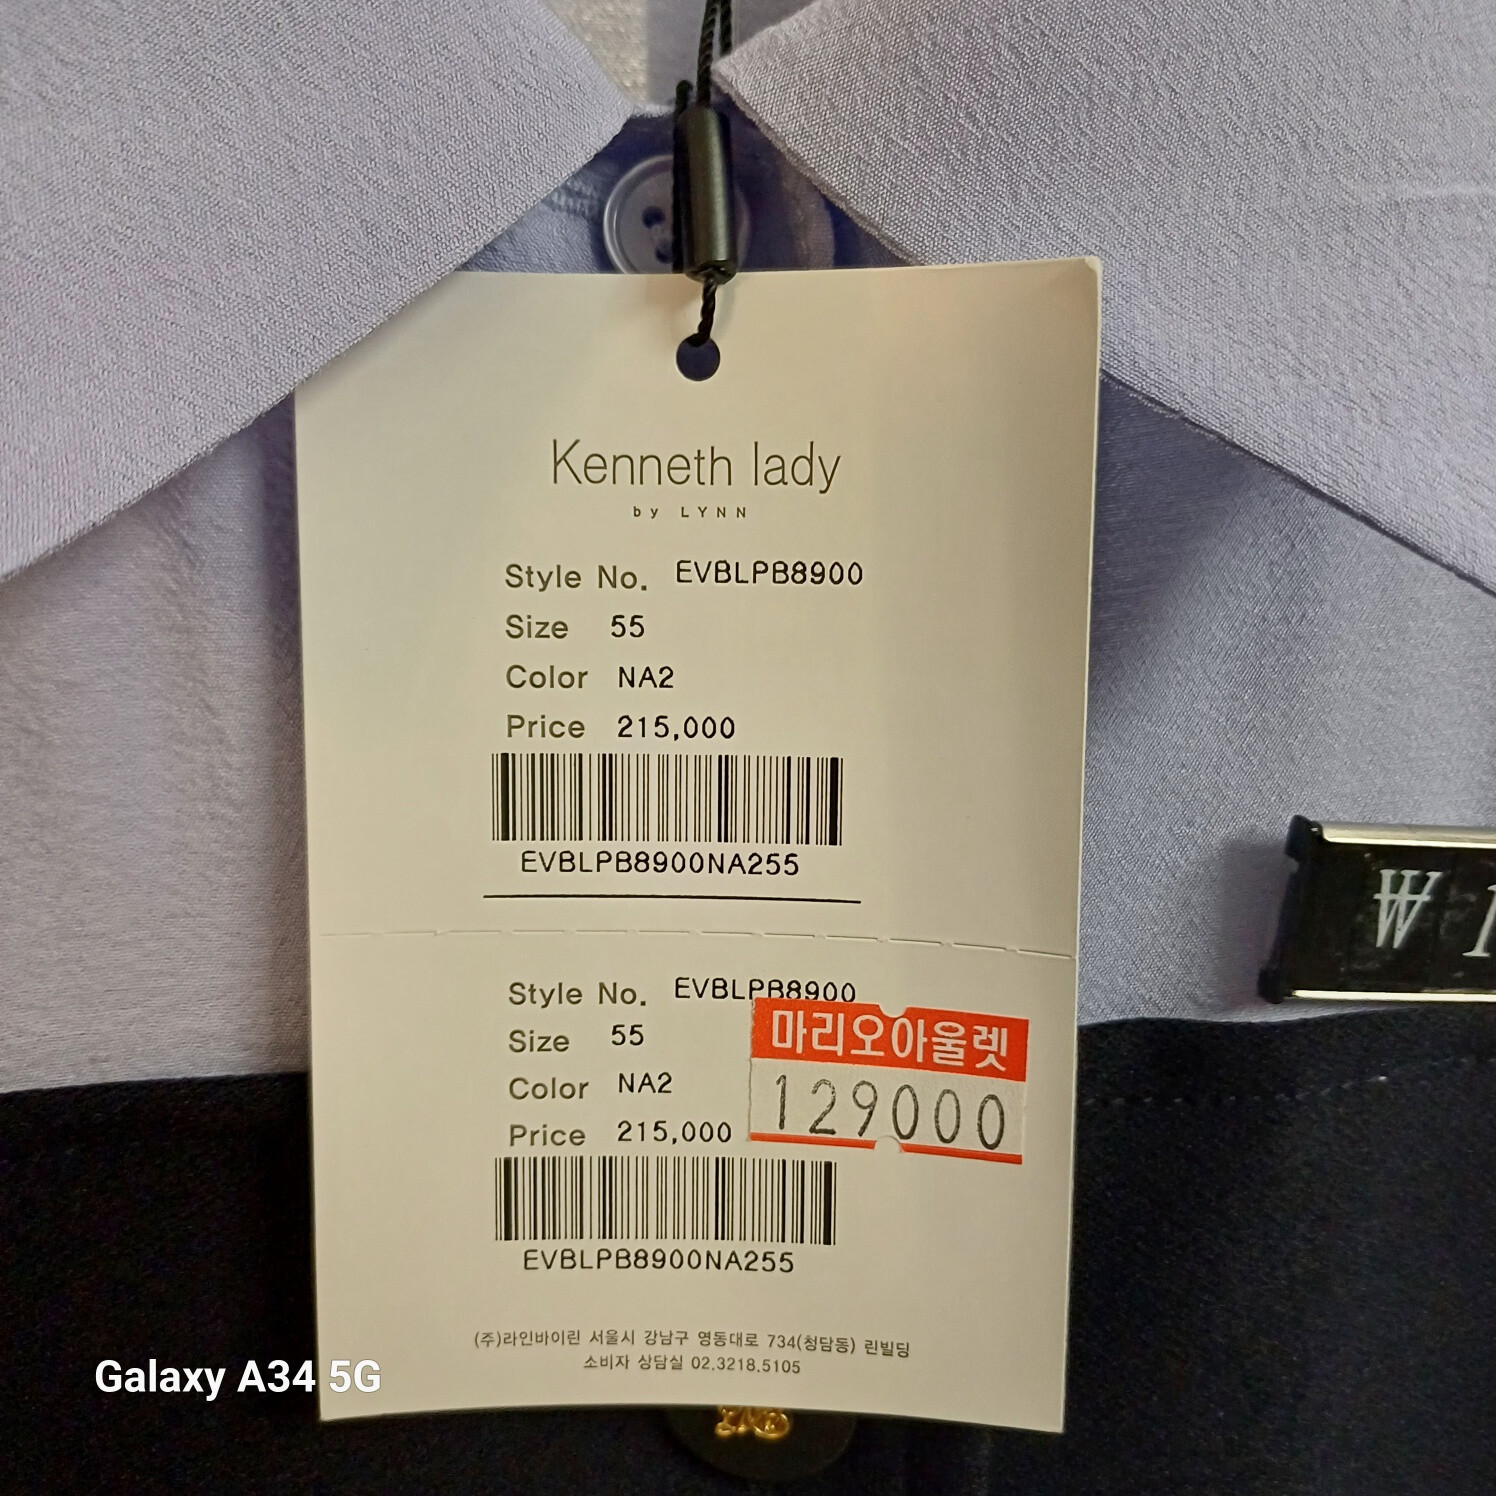 Kenneth lady
by LYNN
Style No. EVBLPB8900
Size 55
Color NA2
Price 215,000
EVBLPB8900NA255
Style No. EVBLPB8900
Size 55
Color NA2
Price 215,000
마리오아울렛
129000
EVBLPB8900NA255
(주)라인바이린 서울시 강남구 영동대로 734(청담동) 린빌딩
소비자 상담실 02.3218.5105
₩ 1
Galaxy A34 5G